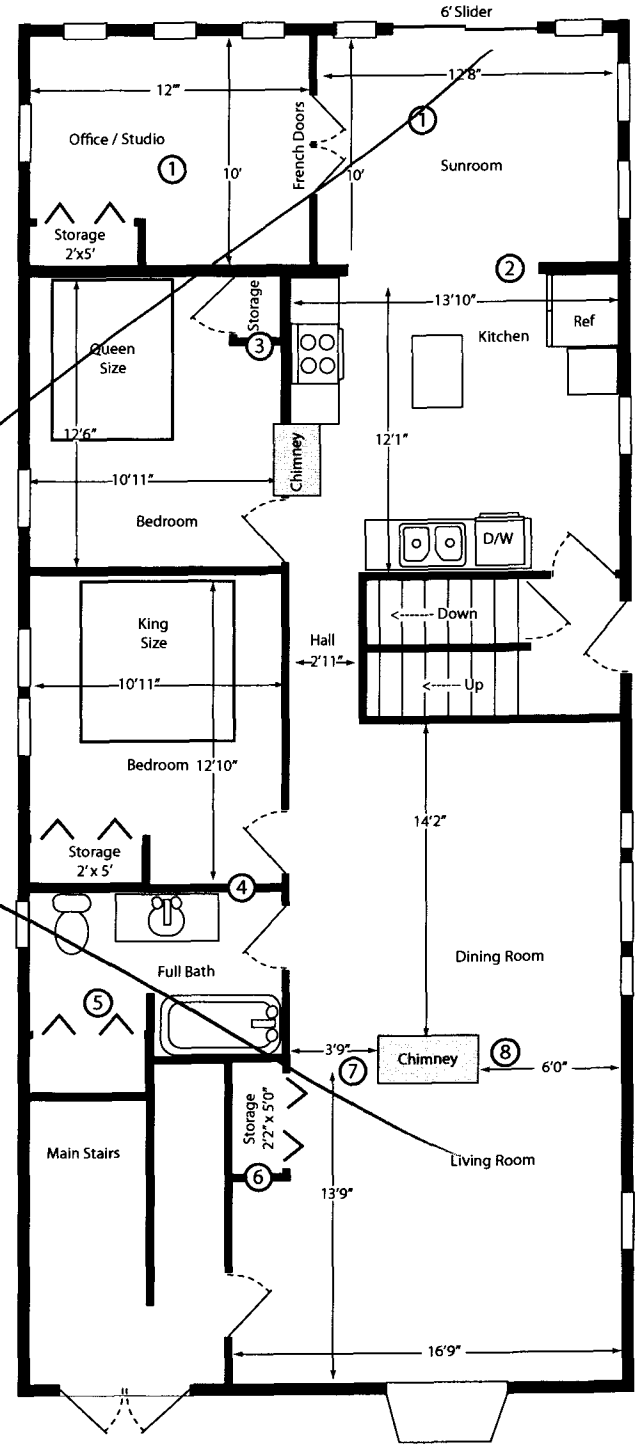 6' Slider
12'"
12'8"
Office / Studio
French Doors
1
1
10'
10'
Sunroom
Storage
2'x5'
2
Storage
13'10"
Queen
Size
3
Kitchen
Ref
12'6"
12'1"
Chimney
10'11"
Bedroom
D/W
King
Size
Down
Hall
2'11"
10'11"
Up
Bedroom
12'10"
14'2"
Storage
2' x 5'
4
Dining Room
Full Bath
5
3'9"
Chimney
8
6'0"
7
Storage
2'2" x 5'0"
Main Stairs
Living Room
6
13'9"
16'9"